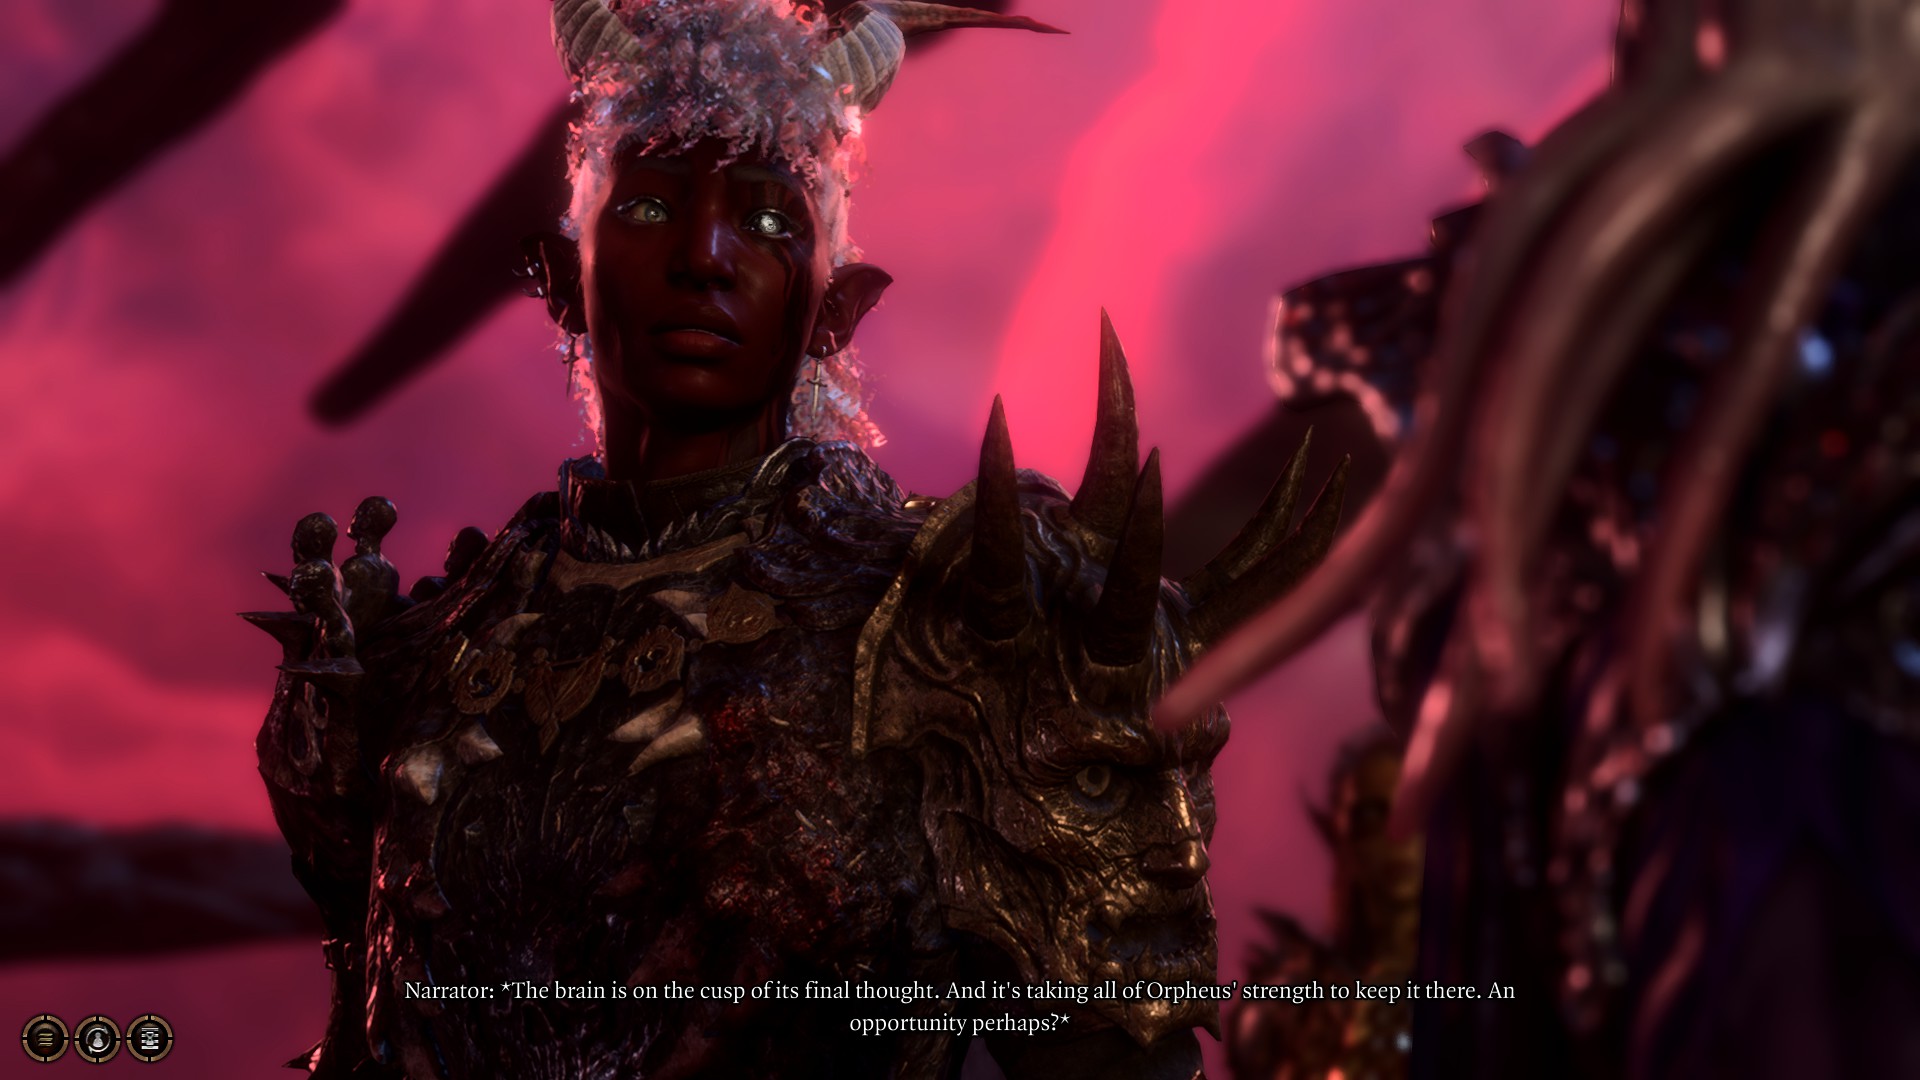 Narrator: *The brain is on the cusp of its final thought. And it's taking all of Orpheus' strength to keep it there. An
opportunity perhaps?*